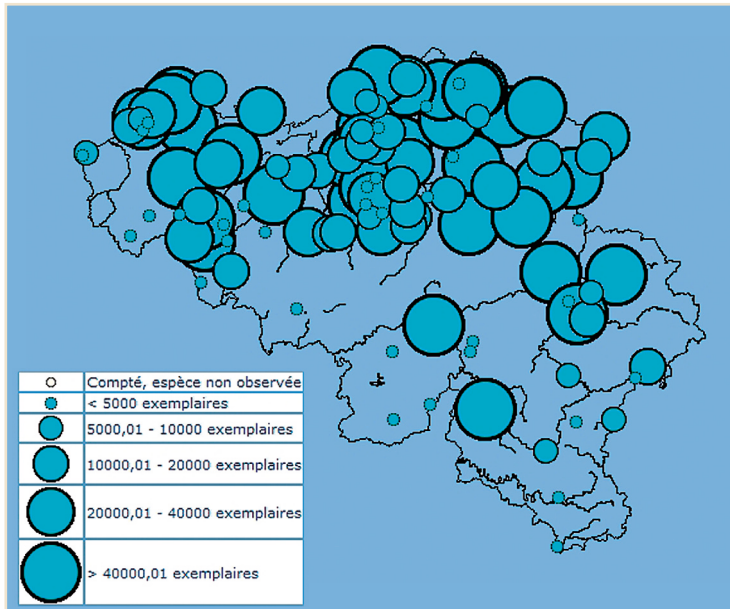 Compté, espèce non observée
< 5000 exemplaires
5000,01 - 10000 exemplaires
10000,01 - 20000 exemplaires
20000,01 - 40000 exemplaires
> 40000,01 exemplaires